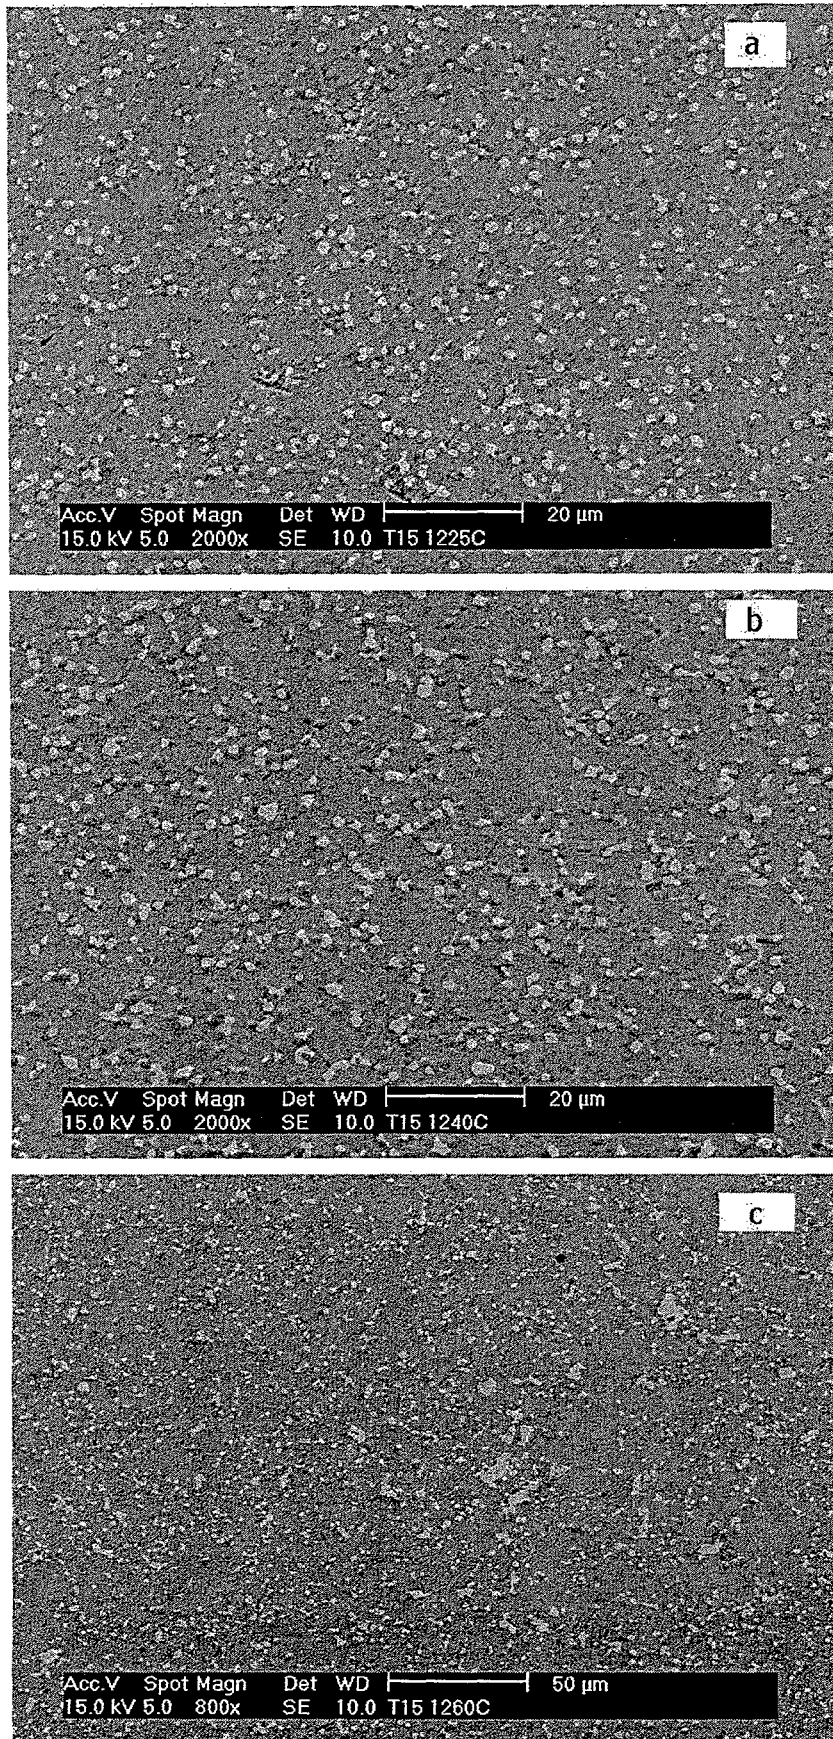 a
Acc.V Spot Magn Det WD 20 µm
15.0 kV 5.0 2000x SE 10.0 T15 1225C
b
Acc.V Spot Magn Det WD 20 µm
15.0 kV 5.0 2000x SE 10.0 T15 1240C
c
Acc.V Spot Magn Det WD 50 µm
15.0 kV 5.0 800x SE 10.0 T15 1260C